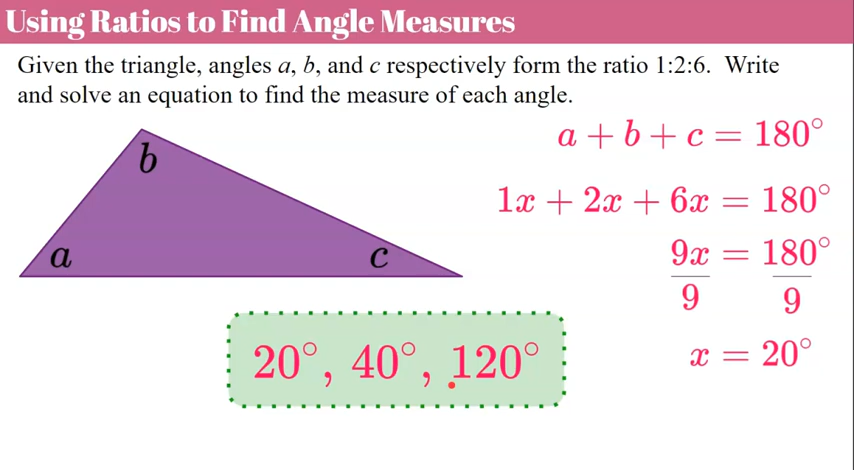 Using Ratios to Find Angle Measures
Given the triangle, angles a, b, and c respectively form the ratio 1:2:6. Write
and solve an equation to find the measure of each angle.
b
a
c
a + b + c = 180°
1x + 2x + 6x = 180°
9x = 180°
9 9
x = 20°
20°, 40°, 120°